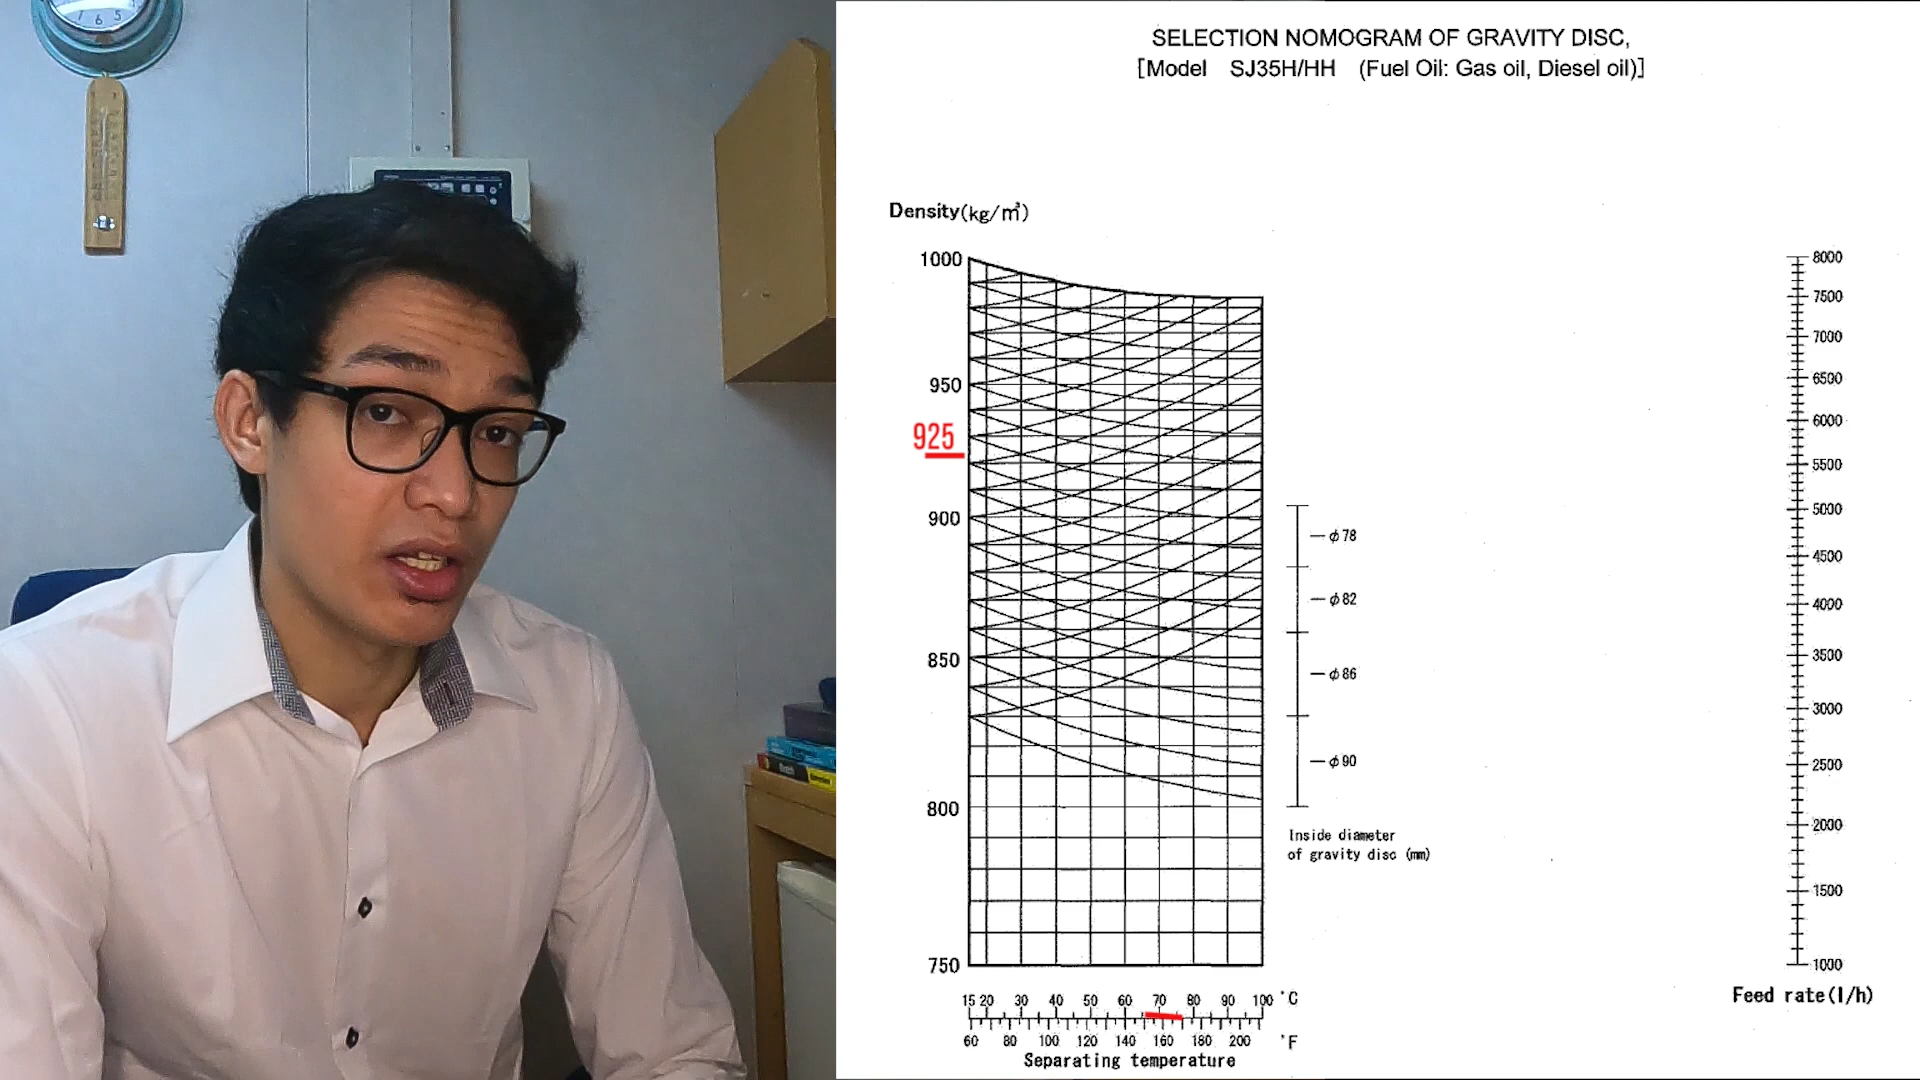 7 6 5
SELECTION NOMOGRAM OF GRAVITY DISC,
[Model SJ35H/HH (Fuel Oil: Gas oil, Diesel oil)]
Density(kg/m³)
1000
950
925
900
850
800
750
φ78
φ82
φ86
φ90
Inside diameter
of gravity disc (mm)
15 20 30 40 50 60 70 80 90 100 °C
60 80 100 120 140 160 180 200 °F
Separating temperature
8000
7500
7000
6500
6000
5500
5000
4500
4000
3500
3000
2500
2000
1500
1000
Feed rate(l/h)